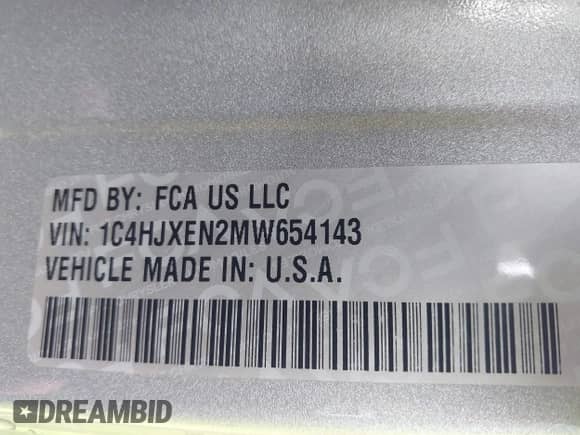 MFD BY: FCA US LLC
VIN: 1C4HJXEN2MW654143
VEHICLE MADE IN: U.S.A.
DREAMBID